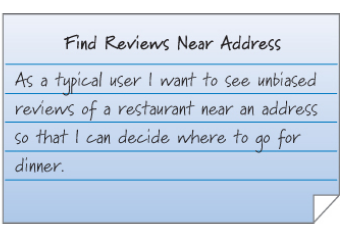 Find Reviews Near Address
As a typical user I want to see unbiased
reviews of a restaurant near an address
so that I can decide where to go for
dinner.